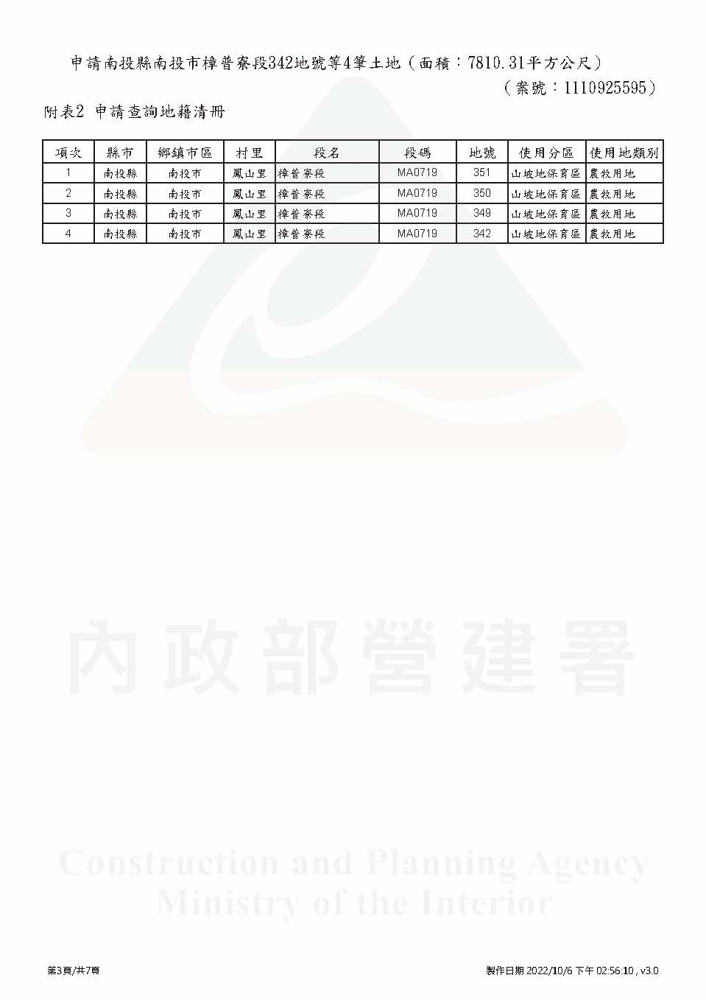 申請南投縣南投市樟普寮段342地號等4筆土地（面積：7810.31平方公尺）
（案號：1110925595）
附表2 申請查詢地籍清冊
項次 縣市 鄉鎮市區 村里 段名 段碼 地號 使用分區 使用地類別
1 南投縣 南投市 鳳山里 樟普寮段 MA0719 351 山坡地保育區 農牧用地
2 南投縣 南投市 鳳山里 樟普寮段 MA0719 350 山坡地保育區 農牧用地
3 南投縣 南投市 鳳山里 樟普寮段 MA0719 349 山坡地保育區 農牧用地
4 南投縣 南投市 鳳山里 樟普寮段 MA0719 342 山坡地保育區 農牧用地
內政部營建署
Construction and Planning Agency
Ministry of the Interior
第3頁/共7頁 製作日期 2022/10/6 下午 02:56:10 , v3.0